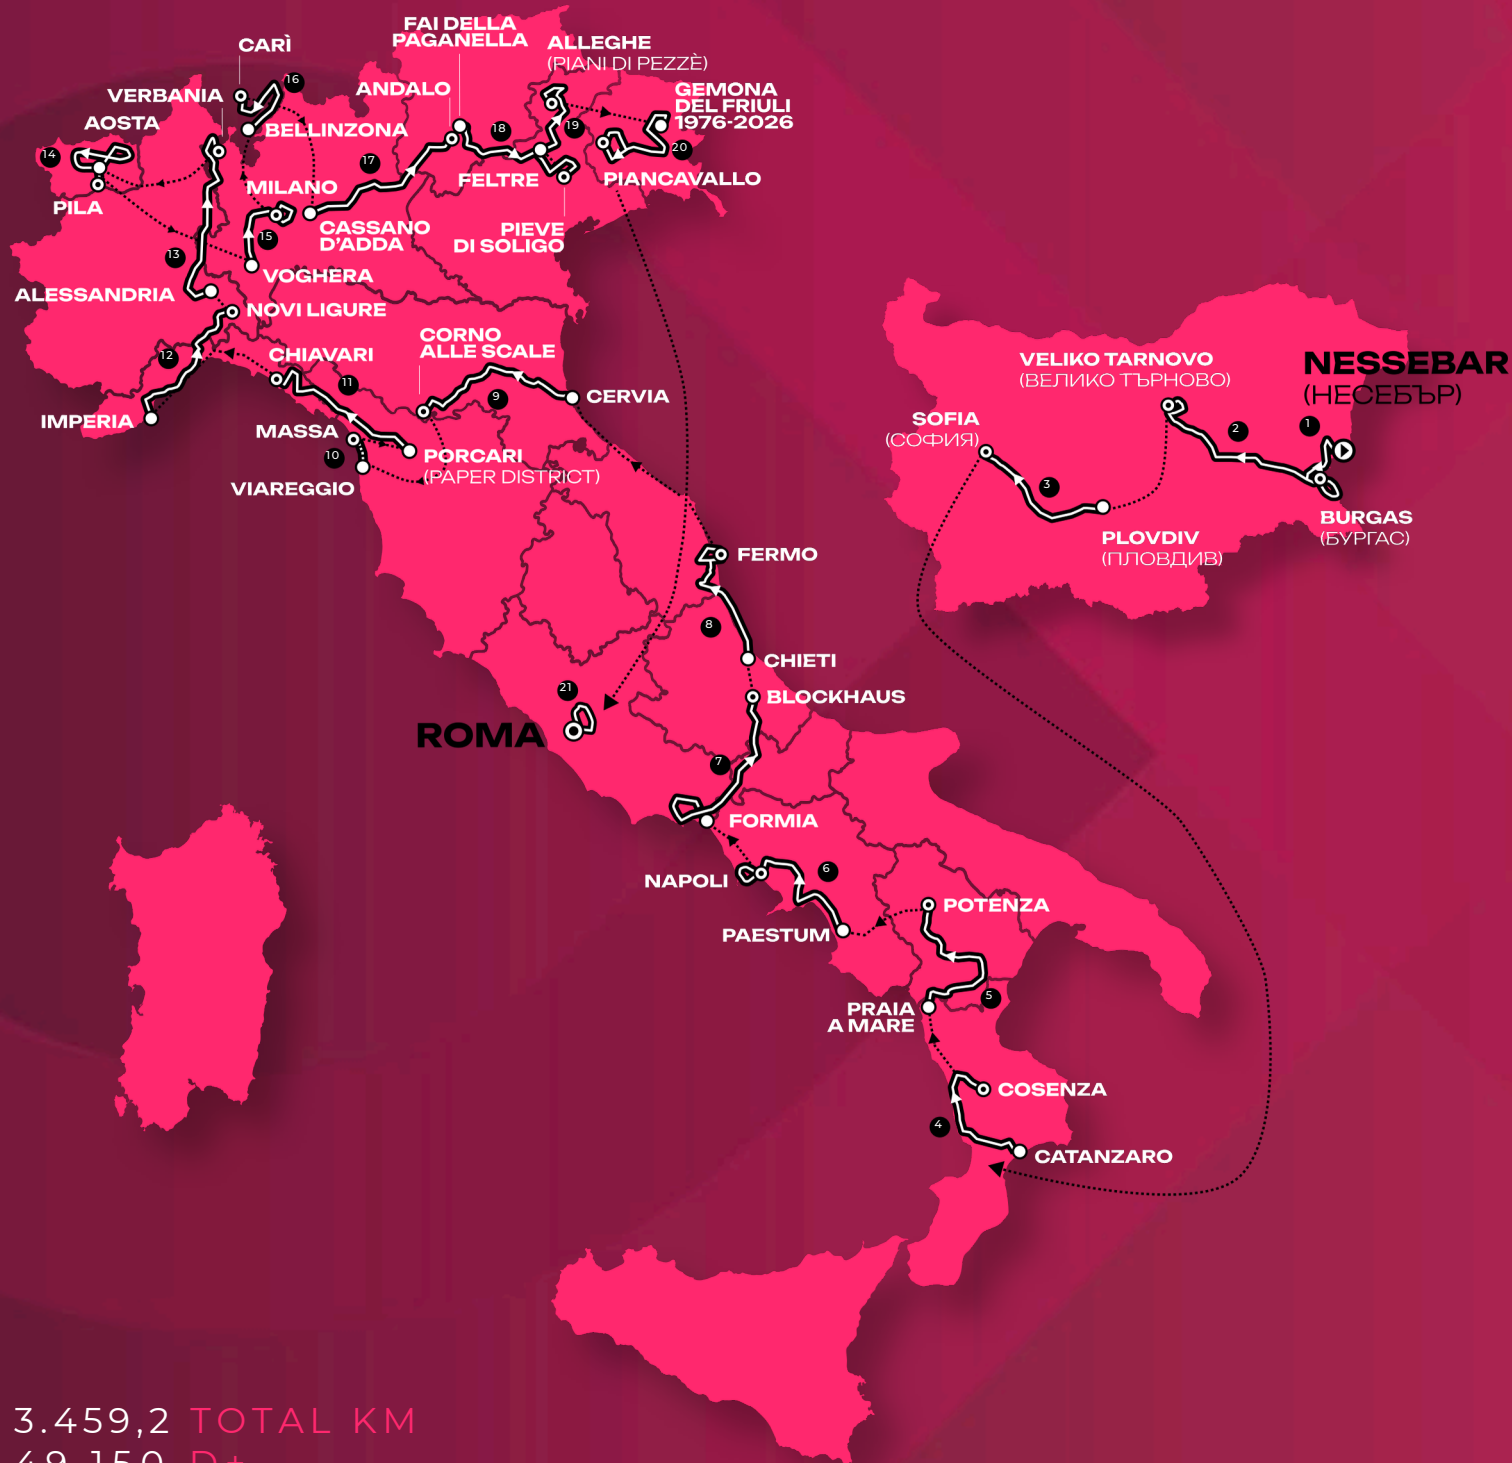 FAI DELLA
PAGANELLA
CARÌ
16
ALLEGHE
(PIANI DI PEZZÈ)
VERBANIA
ANDALO
GEMONA
DEL FRIULI
1976-2026
AOSTA
BELLINZONA
18
19
14
17
20
PILA
MILANO
FELTRE
PIANCAVALLO
CASSANO
D'ADDA
PIEVE
DI SOLIGO
13
15
VOGHERA
ALESSANDRIA
NOVI LIGURE
CORNO
ALLE SCALE
12
CHIAVARI
11
9
CERVIA
IMPERIA
MASSA
10
PORCARI
(PAPER DISTRICT)
VIAREGGIO
VELIKO TARNOVO
(ВЕЛИКО ТЪРНОВО)
NESSEBAR
(НЕСЕБЪР)
SOFIA
(СОФИЯ)
2
1
3
BURGAS
(БУРГАС)
PLOVDIV
(ПЛОВДИВ)
FERMO
8
CHIETI
21
BLOCKHAUS
ROMA
7
FORMIA
6
NAPOLI
POTENZA
PAESTUM
5
PRAIA
A MARE
COSENZA
4
CATANZARO
3.459,2 TOTAL KM
49.150 D+